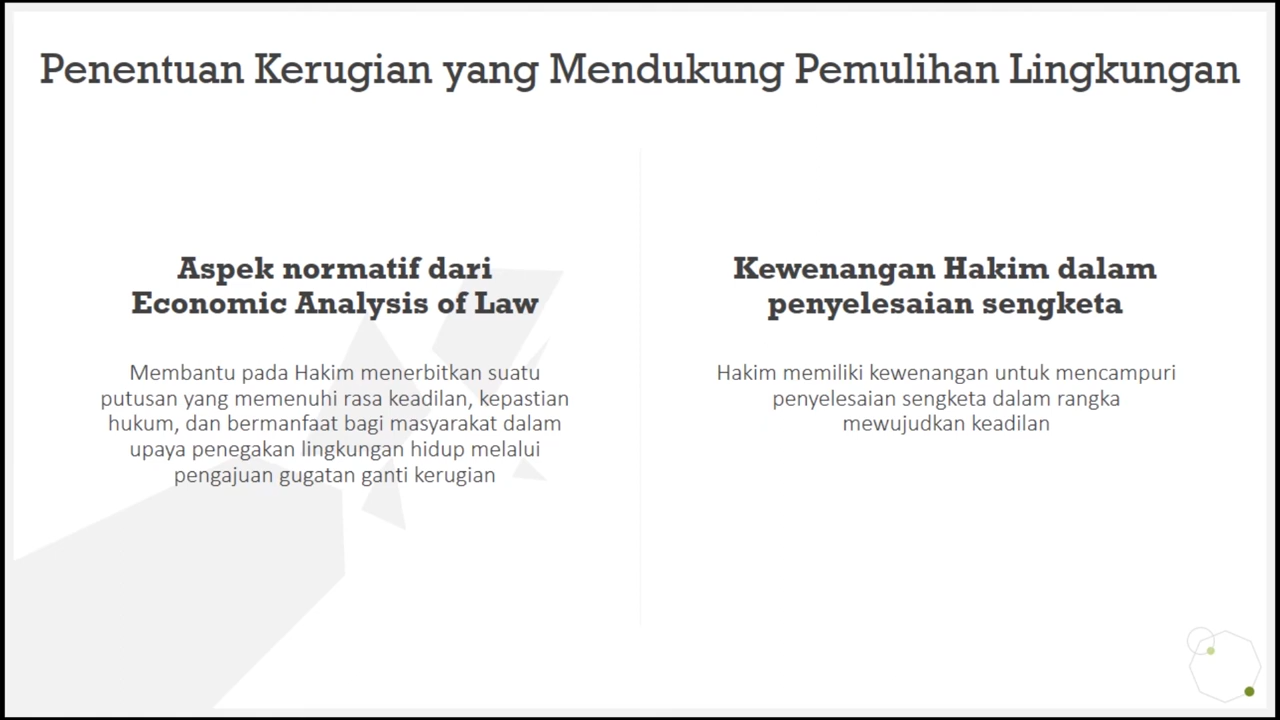 Penentuan Kerugian yang Mendukung Pemulihan Lingkungan
Aspek normatif dari
Economic Analysis of Law
Membantu pada Hakim menerbitkan suatu
putusan yang memenuhi rasa keadilan, kepastian
hukum, dan bermanfaat bagi masyarakat dalam
upaya penegakan lingkungan hidup melalui
pengajuan gugatan ganti kerugian
Kewenangan Hakim dalam
penyelesaian sengketa
Hakim memiliki kewenangan untuk mencampuri
penyelesaian sengketa dalam rangka
mewujudkan keadilan